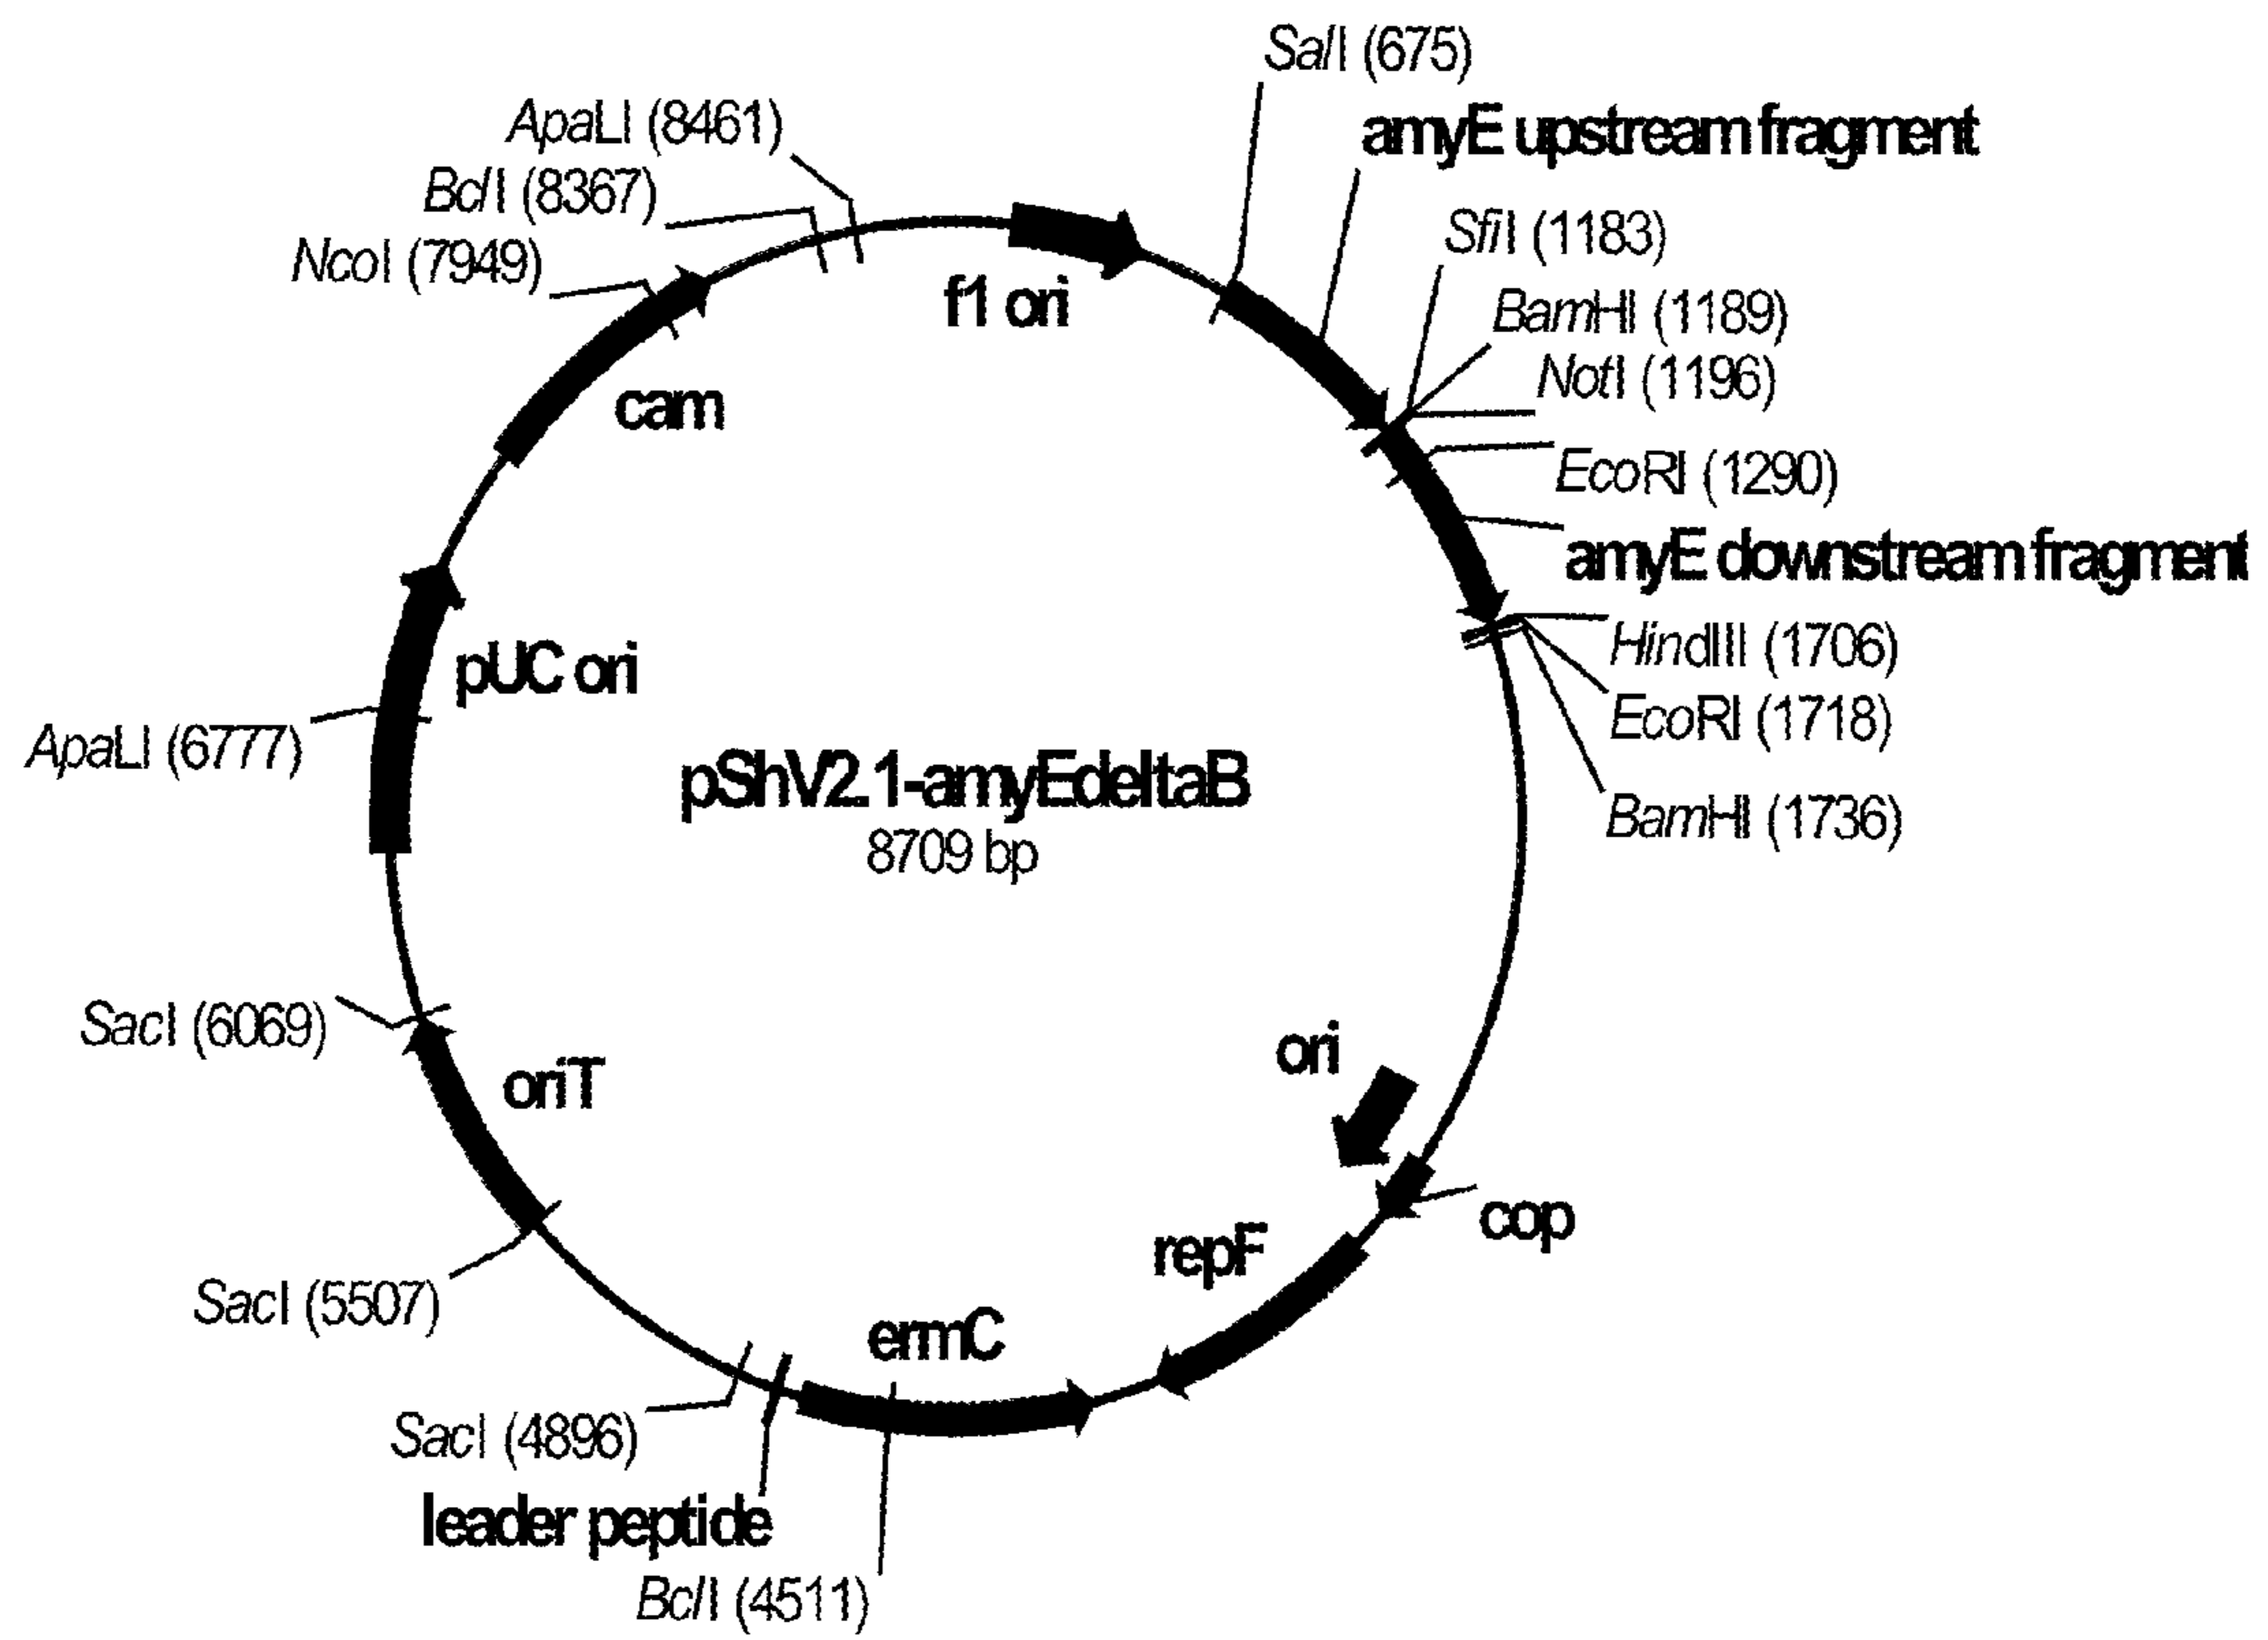 SalI (675)
amyE upstream fragment
ApaLI (8461)
BclI (8367)
SfiI (1183)
NcoI (7949)
BamHI (1189)
f1 ori
NotI (1196)
cam
EcoRI (1290)
amyE downstream fragment
HindIII (1706)
pUC ori
EcoRI (1718)
ApaLI (6777)
pShV2.1-amyEdeltaB
BamHI (1736)
8709 bp
SacI (6069)
ori
oriT
cop
repF
SacI (5507)
ermC
SacI (4896)
leader peptide
BclI (4511)